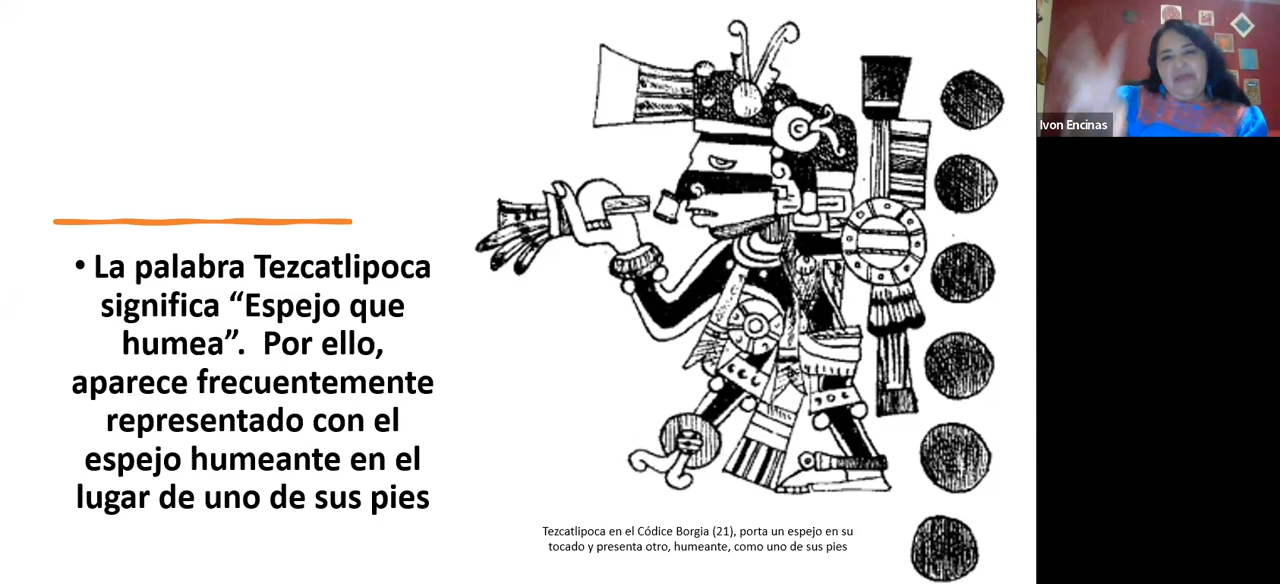 • La palabra Tezcatlipoca
significa “Espejo que
humea”.  Por ello,
aparece frecuentemente
representado con el
espejo humeante en el
lugar de uno de sus pies
Tezcatlipoca en el Códice Borgia (21), porta un espejo en su
tocado y presenta otro, humeante, como uno de sus pies
Ivon Encinas